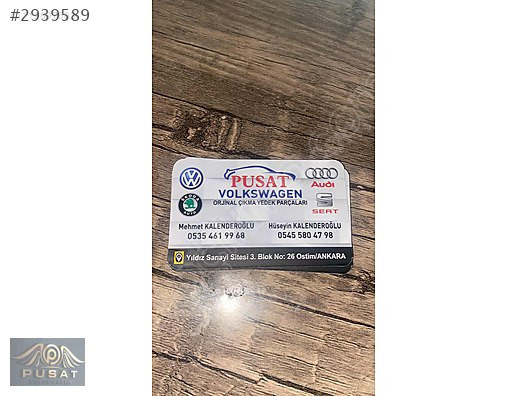 #2939589
PUSAT
VOLKSWAGEN
ORJİNAL ÇIKMA YEDEK PARÇALARI
Audi
SEAT
Mehmet KALENDEROĞLU
0535 461 99 68
Hüseyin KALENDEROĞLU
0545 580 47 98
Yıldız Sanayi Sitesi 3. Blok No: 26 Ostim/ANKARA
PUSAT